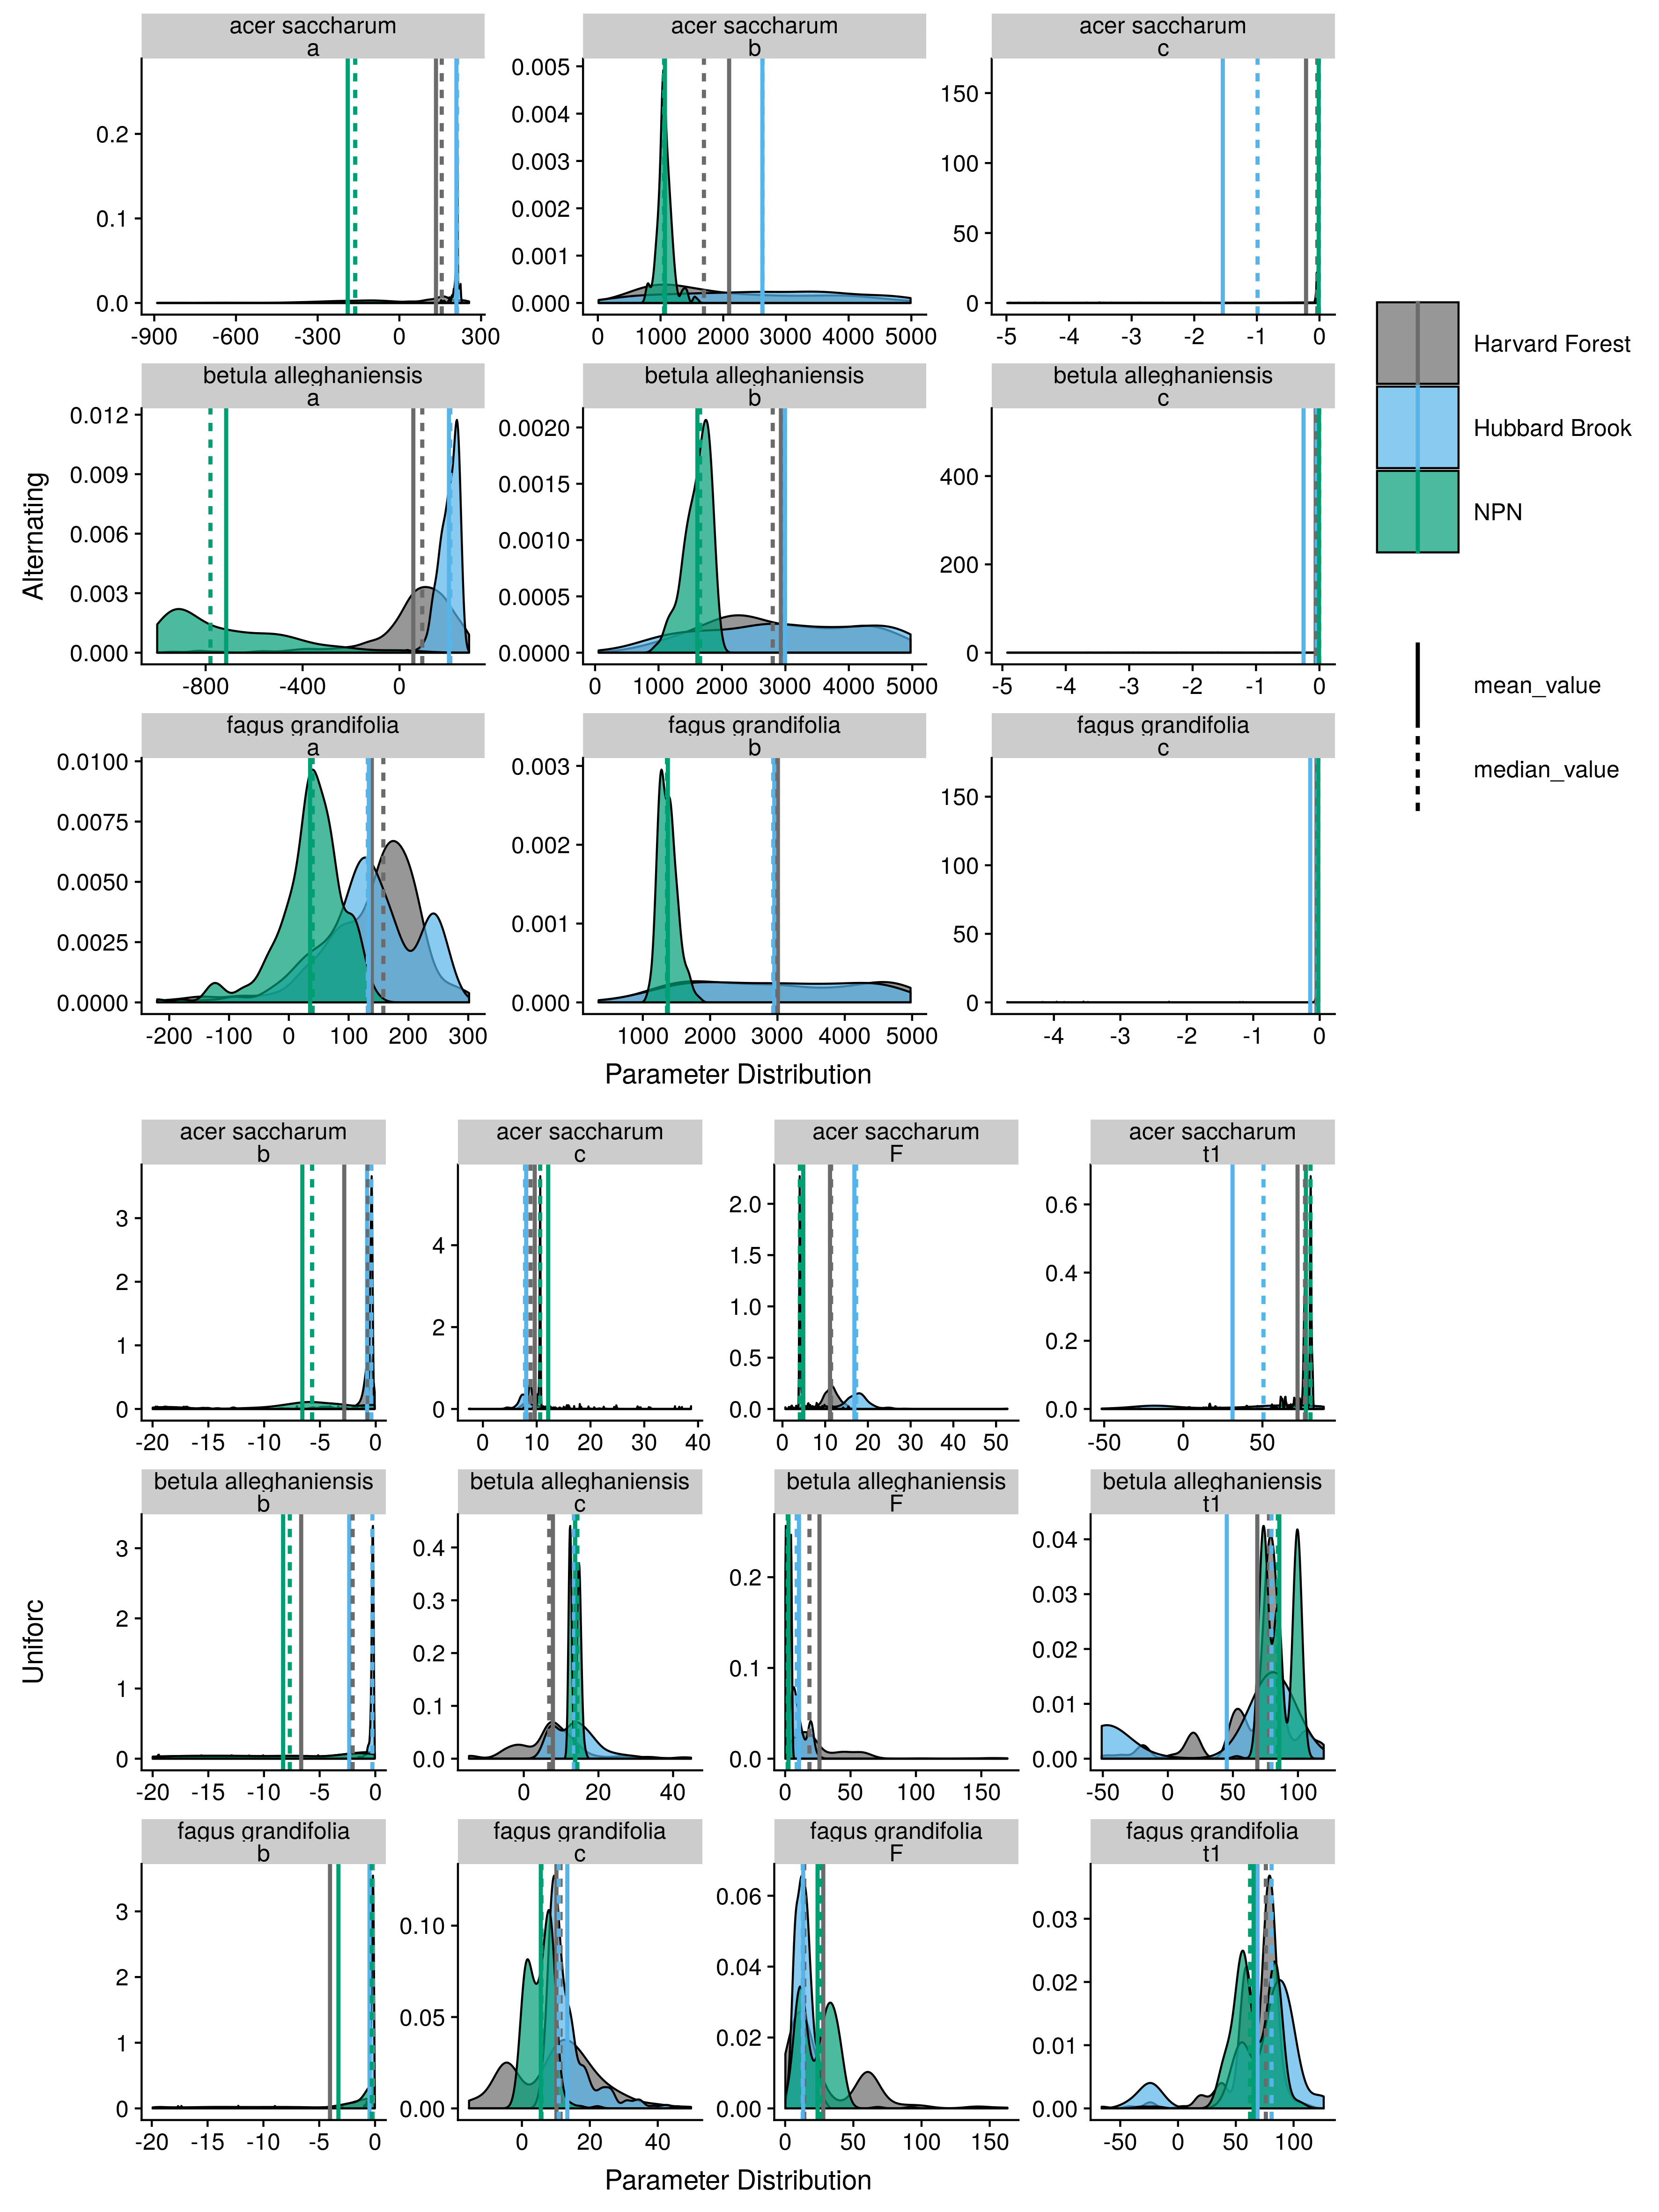 acer saccharum
a
acer saccharum
b
acer saccharum
c
0.2
0.1
0.0
-900 -600 -300 0 300
0.005
0.004
0.003
0.002
0.001
0.000
0 1000 2000 3000 4000 5000
150
100
50
0
-5 -4 -3 -2 -1 0
Alternating
betula alleghaniensis
a
betula alleghaniensis
b
betula alleghaniensis
c
0.012
0.009
0.006
0.003
0.000
-800 -400 0
0.0020
0.0015
0.0010
0.0005
0.0000
0 1000 2000 3000 4000 5000
400
200
0
-5 -4 -3 -2 -1 0
fagus grandifolia
a
fagus grandifolia
b
fagus grandifolia
c
0.0100
0.0075
0.0050
0.0025
0.0000
-200 -100 0 100 200 300
0.003
0.002
0.001
0.000
1000 2000 3000 4000 5000
150
100
50
0
-4 -3 -2 -1 0
Parameter Distribution
Harvard Forest
Hubbard Brook
NPN
mean_value
median_value
acer saccharum
b
acer saccharum
c
acer saccharum
F
acer saccharum
t1
3
2
1
0
-20 -15 -10 -5 0
4
2
0
0 10 20 30 40
2.0
1.5
1.0
0.5
0.0
0 10 20 30 40 50
0.6
0.4
0.2
0.0
-50 0 50
Uniforc
betula alleghaniensis
b
betula alleghaniensis
c
betula alleghaniensis
F
betula alleghaniensis
t1
3
2
1
0
-20 -15 -10 -5 0
0.4
0.3
0.2
0.1
0.0
0 20 40
0.2
0.1
0.0
0 50 100 150
0.04
0.03
0.02
0.01
0.00
-50 0 50 100
fagus grandifolia
b
fagus grandifolia
c
fagus grandifolia
F
fagus grandifolia
t1
3
2
1
0
-20 -15 -10 -5 0
0.10
0.05
0.00
0 20 40
0.06
0.04
0.02
0.00
0 50 100 150
0.03
0.02
0.01
0.00
-50 0 50 100
Parameter Distribution